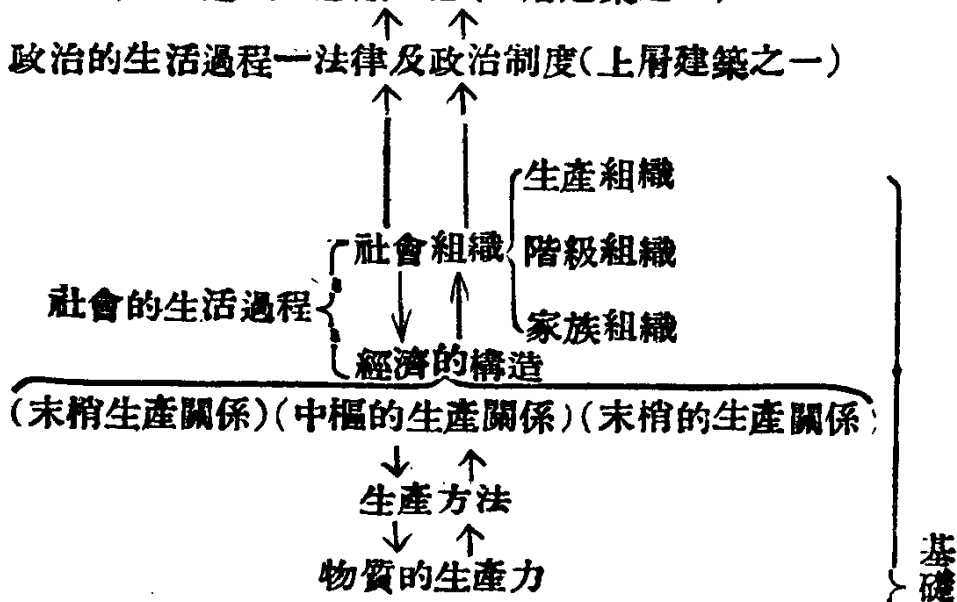 政治的生活過程—法律及政治制度(上層建築之一)
生產組織
社會組織
階級組織
社會的生活過程
家族組織
經濟的構造
(末梢生產關係)(中樞的生產關係)(末梢的生產關係)
生產方法
物質的生產力
基礎